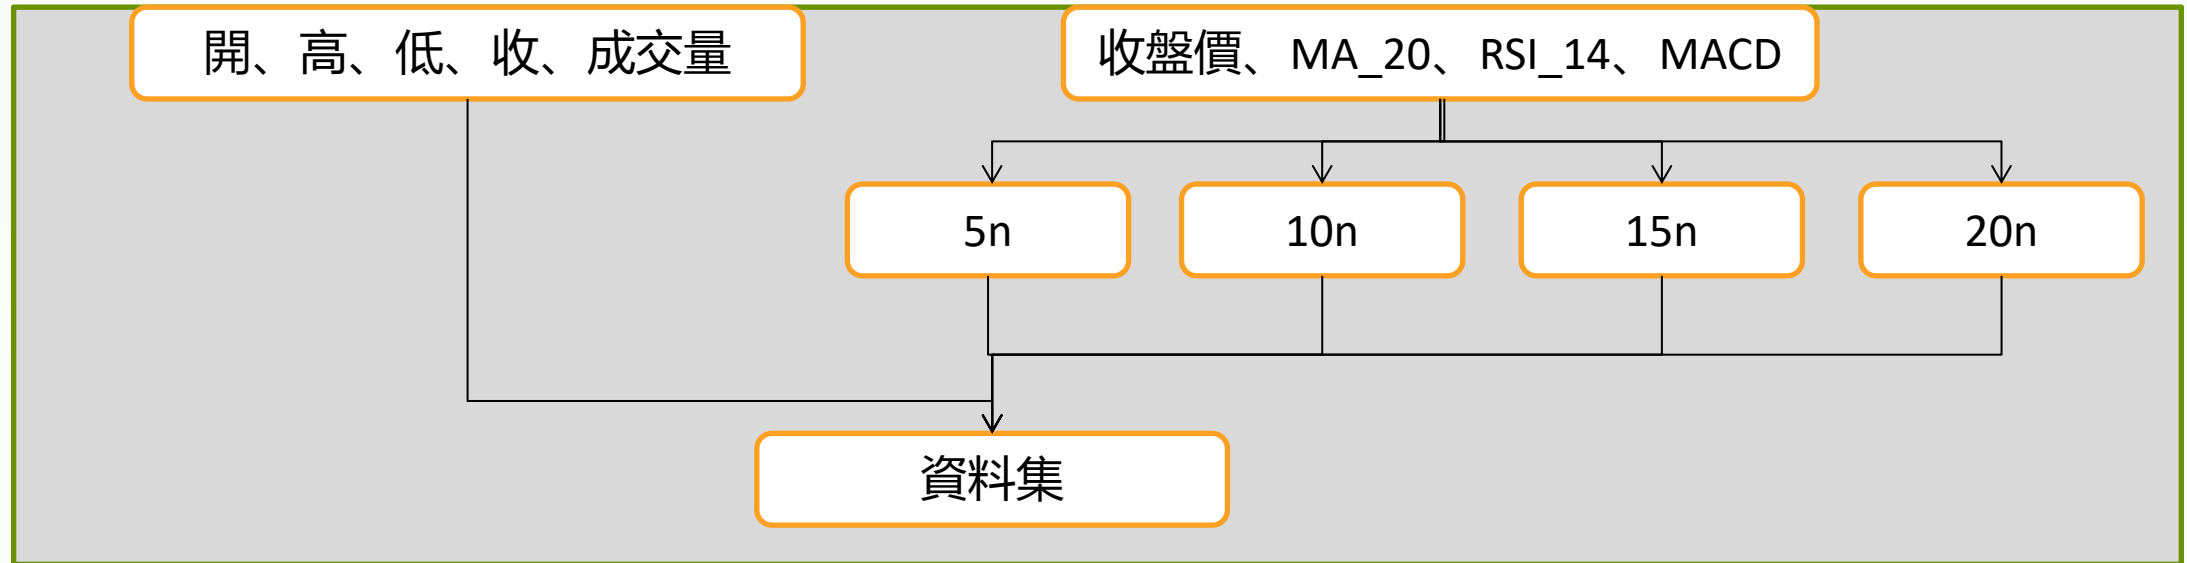 開、高、低、收、成交量
收盤價、MA_20、RSI_14、MACD
5n
10n
15n
20n
資料集